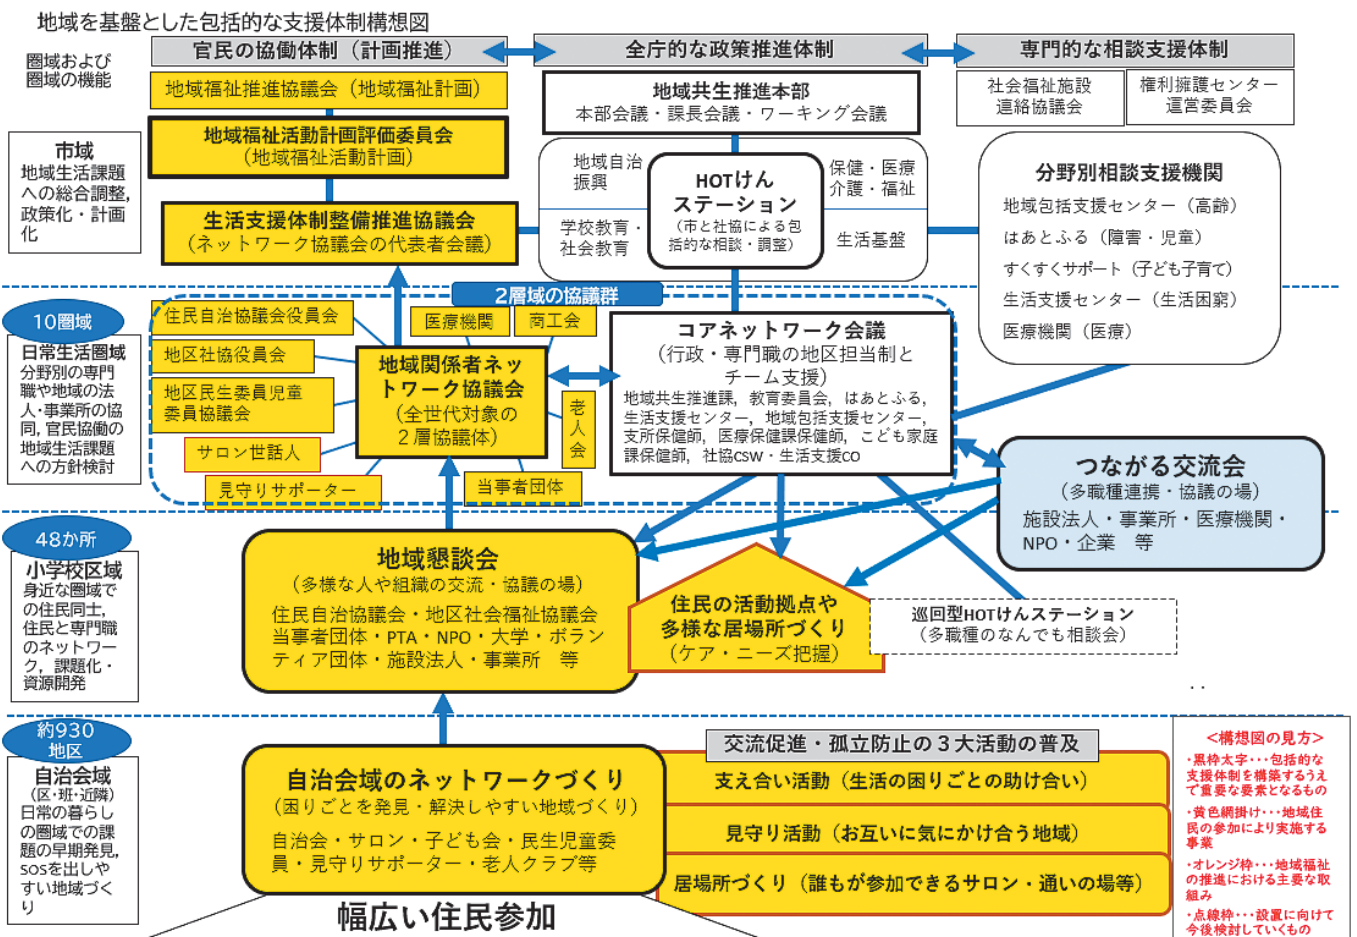 地域を基盤とした包括的な支援体制構想図
圏域および
圏域の機能
官民の協働体制（計画推進）
全庁的な政策推進体制
専門的な相談支援体制
地域福祉推進協議会（地域福祉計画）
地域共生推進本部
本部会議・課長会議・ワーキング会議
社会福祉施設
連絡協議会
権利擁護センター
運営委員会
市域
地域生活課題
への総合調整,
政策化・計画
化
地域福祉活動計画評価委員会
（地域福祉活動計画）
生活支援体制整備推進協議会
（ネットワーク協議会の代表者会議）
地域自治
振興
保健・医療
介護・福祉
学校教育・
社会教育
生活基盤
HOTけん
ステーション
（市と社協による包
括的な相談・調整）
分野別相談支援機関
地域包括支援センター（高齢）
はあとふる（障害・児童）
すくすくサポート（子ども子育て）
生活支援センター（生活困窮）
医療機関（医療）
10圏域
日常生活圏域
分野別の専門
職や地域の法
人・事業所の協
同, 官民協働の
地域生活課題
への方針検討
2層域の協議群
住民自治協議会役員会
地区社協役員会
地区民生委員児童
委員協議会
サロン世話人
見守りサポーター
医療機関
商工会
老人会
当事者団体
地域関係者ネッ
トワーク協議会
（全世代対象の
２層協議体）
コアネットワーク会議
（行政・専門職の地区担当制と
チーム支援）
地域共生推進課, 教育委員会, はあとふる,
生活支援センター, 地域包括支援センター,
支所保健師, 医療保健課保健師, こども家庭
課保健師, 社協CSW・生活支援CO
つながる交流会
（多職種連携・協議の場）
施設法人・事業所・医療機関・
NPO・企業　等
48か所
小学校区域
身近な圏域で
の住民同士,
住民と専門職
のネットワー
ク, 課題化・
資源開発
地域懇談会
（多様な人や組織の交流・協議の場）
住民自治協議会・地区社会福祉協議会
当事者団体・PTA・NPO・大学・ボラン
ティア団体・施設法人・事業所　等
住民の活動拠点や
多様な居場所づくり
（ケア・ニーズ把握）
巡回型HOTけんステーション
（多職種のなんでも相談会）
約930
地区
自治会域
（区・班・近隣）
日常の暮らし
の圏域での課
題の早期発見,
SOSを出しや
すい地域づく
り
自治会域のネットワークづくり
（困りごとを発見・解決しやすい地域づくり）
自治会・サロン・子ども会・民生児童委
員・見守りサポーター・老人クラブ等
交流促進・孤立防止の３大活動の普及
支え合い活動（生活の困りごとの助け合い）
見守り活動（お互いに気にかけ合う地域）
居場所づくり（誰もが参加できるサロン・通いの場等）
幅広い住民参加
＜構想図の見方＞
・黒枠太字･･･包括的な
支援体制を構築するうえ
で重要な要素となるもの
・黄色網掛け･･･地域住
民の参加により実施する
事業
・オレンジ枠･･･地域福祉
の推進における主要な取
組み
・点線枠･･･設置に向けて
今後検討していくもの